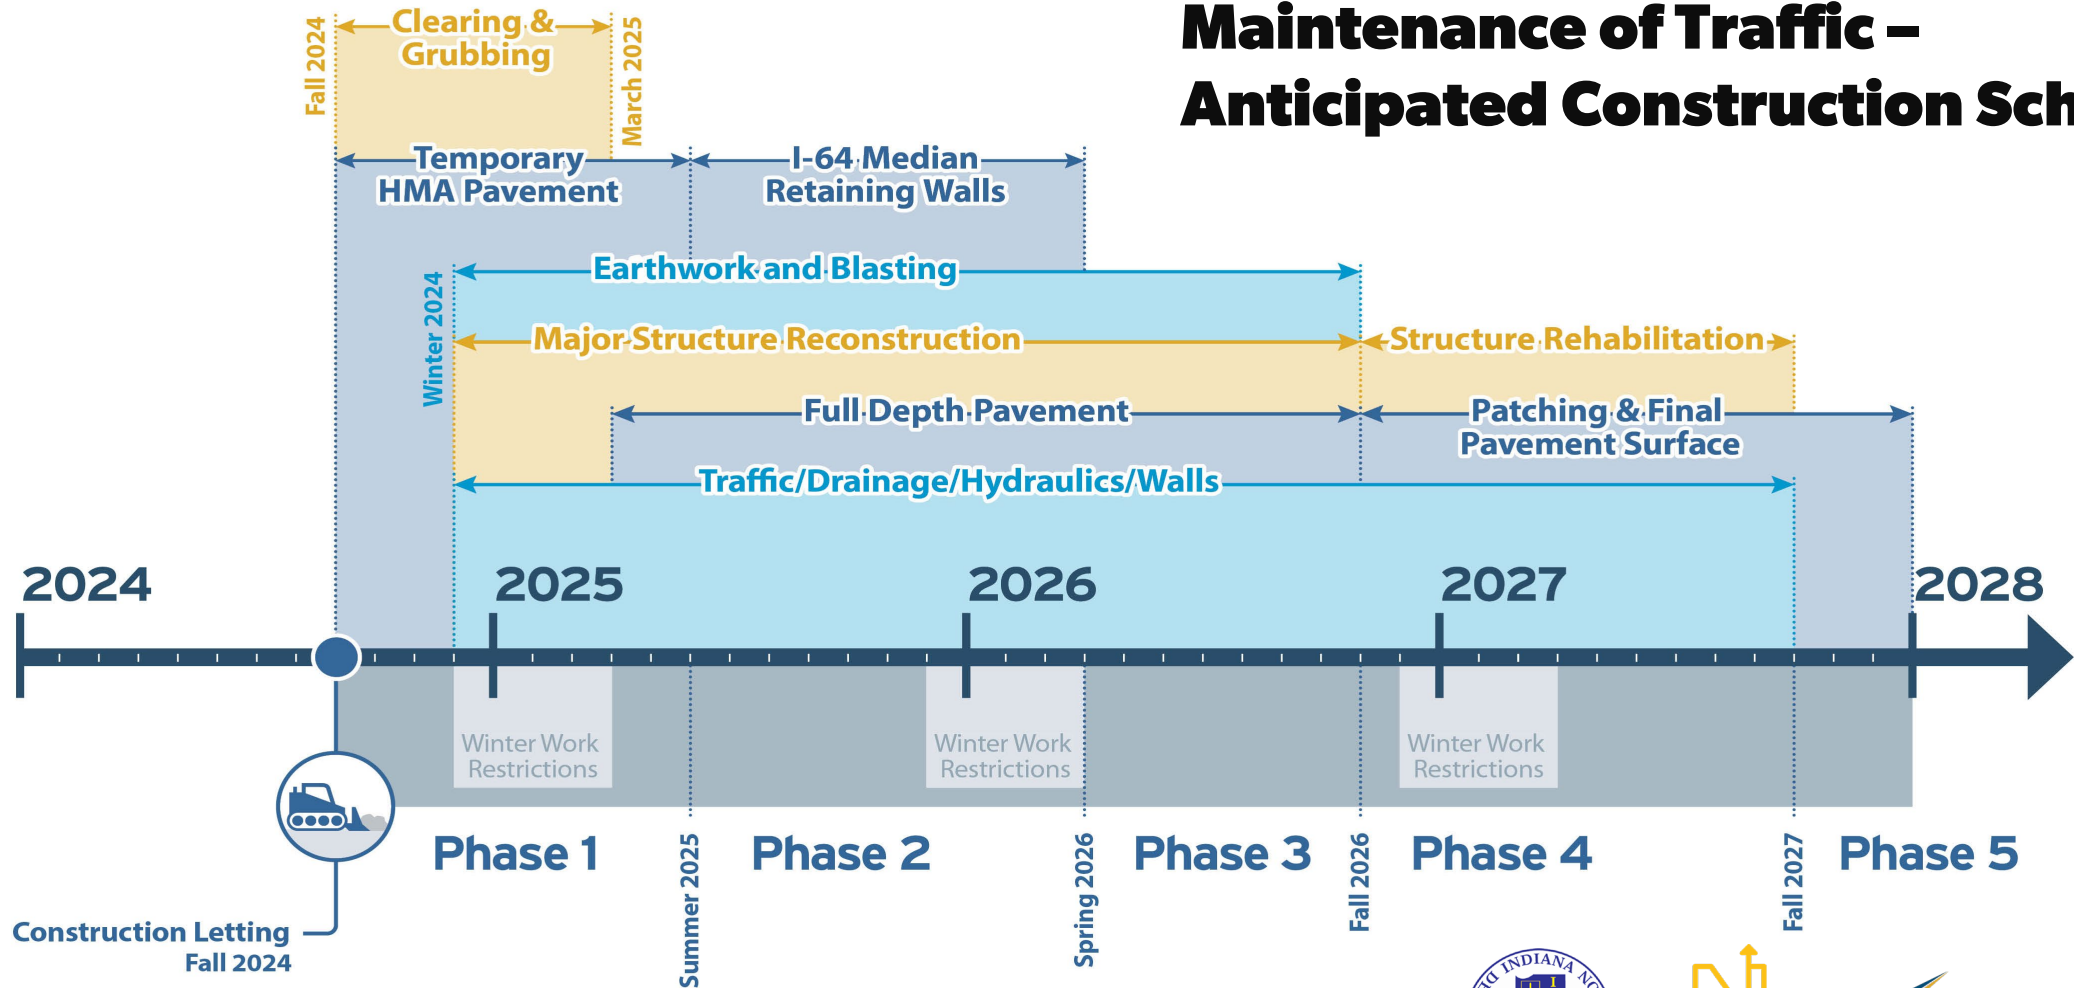 Maintenance of Traffic –
Anticipated Construction Sch
Fall 2024
Clearing &
Grubbing
March 2025
Temporary
HMA Pavement
I-64 Median
Retaining Walls
Winter 2024
Earthwork and Blasting
Major Structure Reconstruction
Structure Rehabilitation
Full Depth Pavement
Patching & Final
Pavement Surface
Traffic/Drainage/Hydraulics/Walls
2024
2025
2026
2027
2028
Winter Work
Restrictions
Winter Work
Restrictions
Winter Work
Restrictions
Phase 1
Summer 2025
Phase 2
Spring 2026
Phase 3
Fall 2026
Phase 4
Fall 2027
Phase 5
Construction Letting
Fall 2024
INDIANA